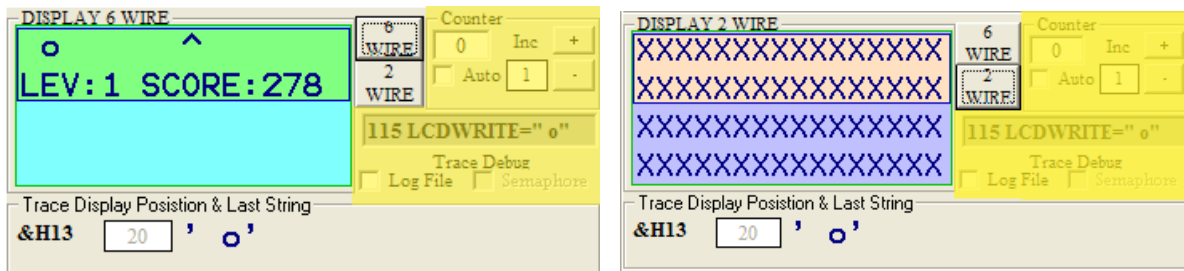 DISPLAY 6 WIRE
o ^
LEV:1 SCORE:278
6 WIRE
2 WIRE
Counter
0 Inc +
Auto 1 -
115 LCDWRITE=" o"
Trace Debug
Log File Semaphore
Trace Display Posistion & Last String
&H13 20 ' o'
DISPLAY 2 WIRE
XXXXXXXXXXXXXXXX
XXXXXXXXXXXXXXXX
XXXXXXXXXXXXXXXX
XXXXXXXXXXXXXXXX
6 WIRE
2 WIRE
Counter
0 Inc +
Auto 1 -
115 LCDWRITE=" o"
Trace Debug
Log File Semaphore
Trace Display Posistion & Last String
&H13 20 ' o'